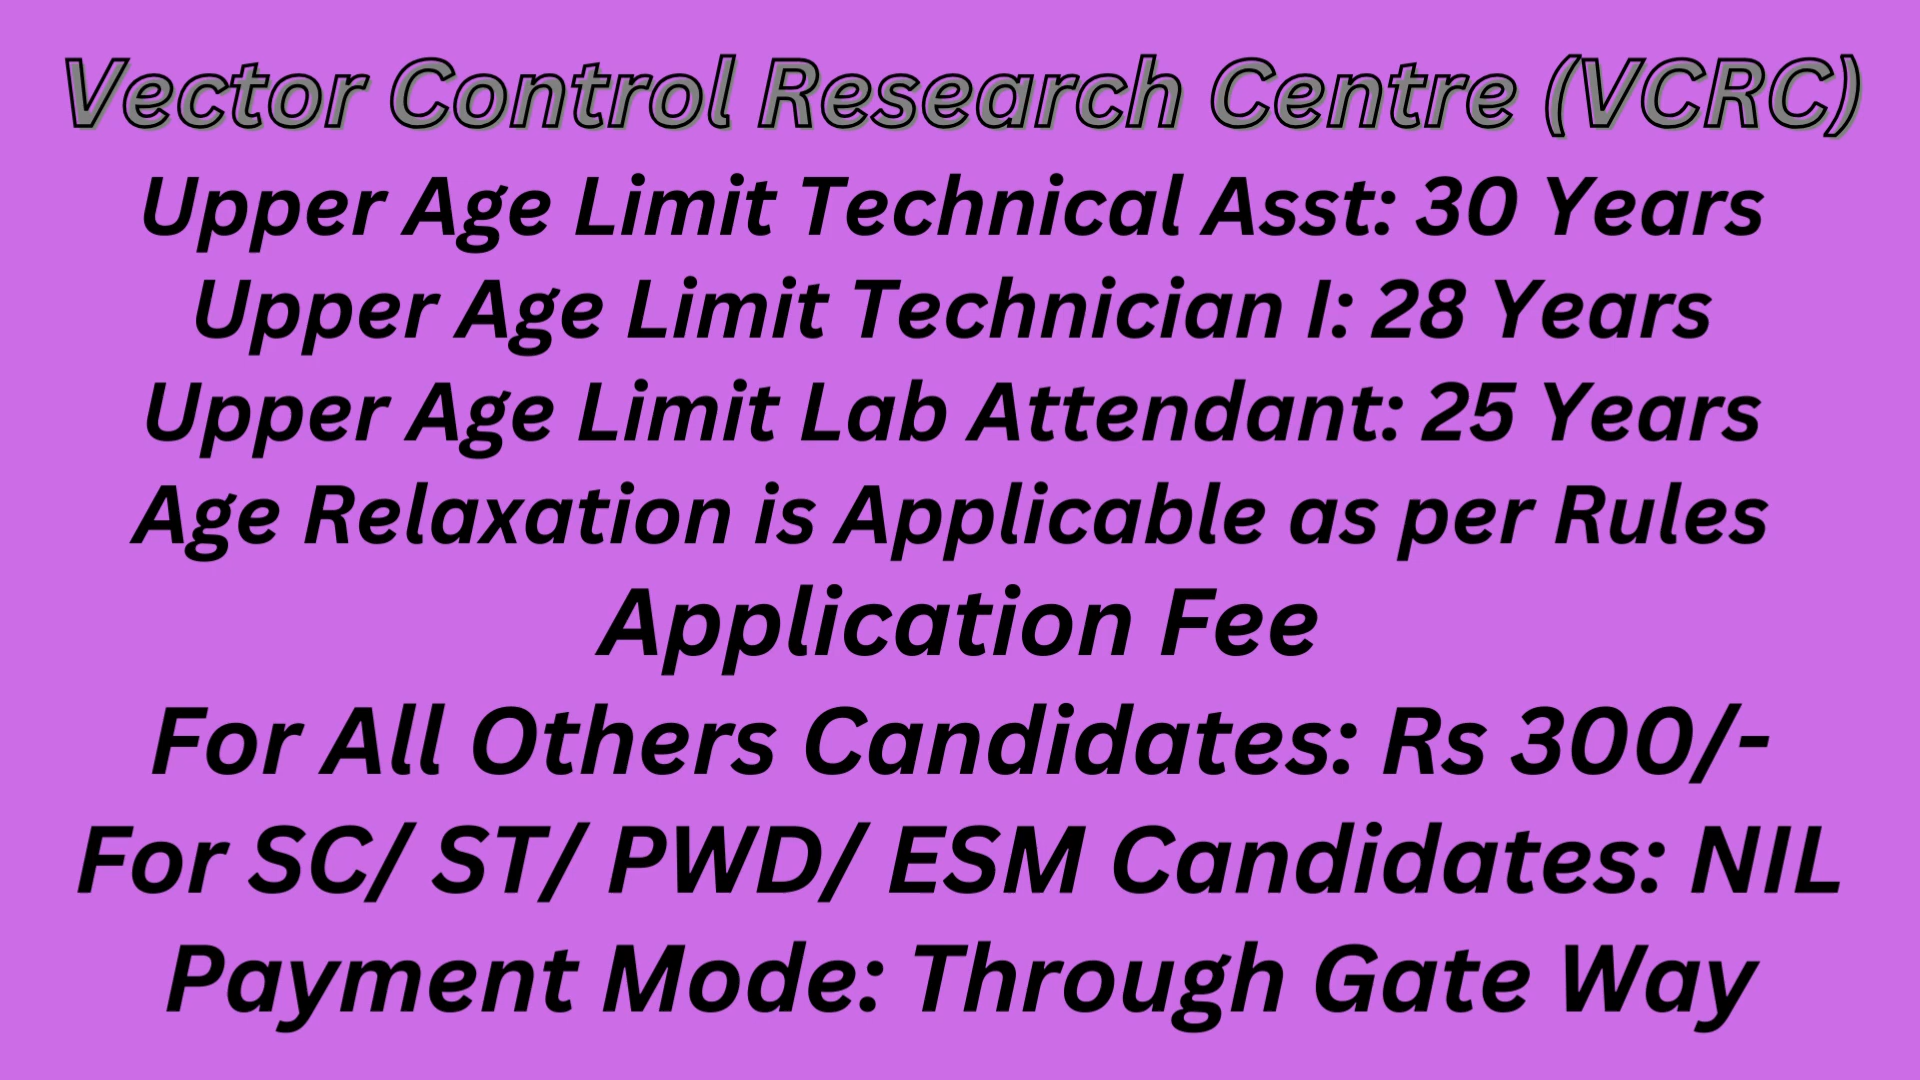 Vector Control Research Centre (VCRC)
Upper Age Limit Technical Asst: 30 Years
Upper Age Limit Technician I: 28 Years
Upper Age Limit Lab Attendant: 25 Years
Age Relaxation is Applicable as per Rules
Application Fee
For All Others Candidates: Rs 300/-
For SC/ ST/ PWD/ ESM Candidates: NIL
Payment Mode: Through Gate Way